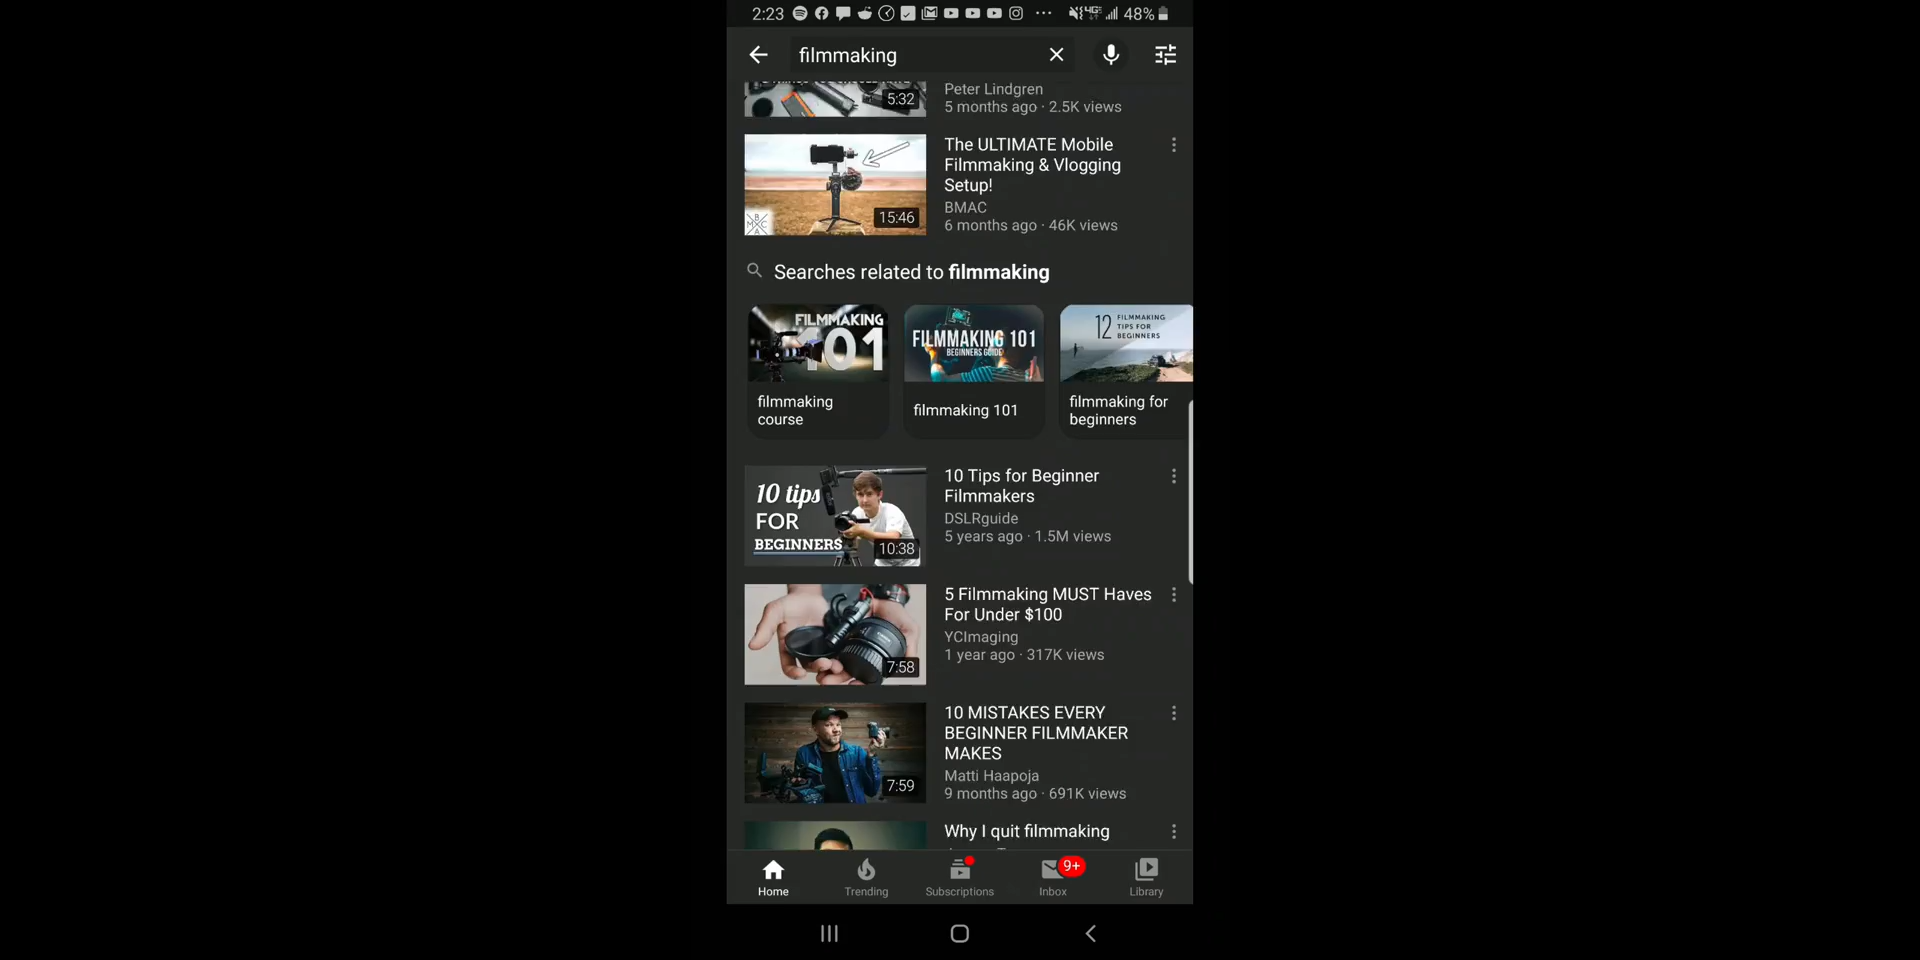 2:23
4G
48%
filmmaking
5:32
Peter Lindgren
5 months ago · 2.5K views
The ULTIMATE Mobile
Filmmaking & Vlogging
Setup!
BMAC
6 months ago · 46K views
15:46
B
M C
A
Searches related to filmmaking
FILMMAKING
101
filmmaking
course
FILMMAKING 101
BEGINNERS GUIDE
filmmaking 101
12 FILMMAKING
TIPS FOR
BEGINNERS
filmmaking for
beginners
10 tips
FOR
BEGINNERS
10:38
10 Tips for Beginner
Filmmakers
DSLRguide
5 years ago · 1.5M views
7:58
5 Filmmaking MUST Haves
For Under $100
YCImaging
1 year ago · 317K views
7:59
10 MISTAKES EVERY
BEGINNER FILMMAKER
MAKES
Matti Haapoja
9 months ago · 691K views
Why I quit filmmaking
Home
Trending
Subscriptions
9+
Inbox
Library